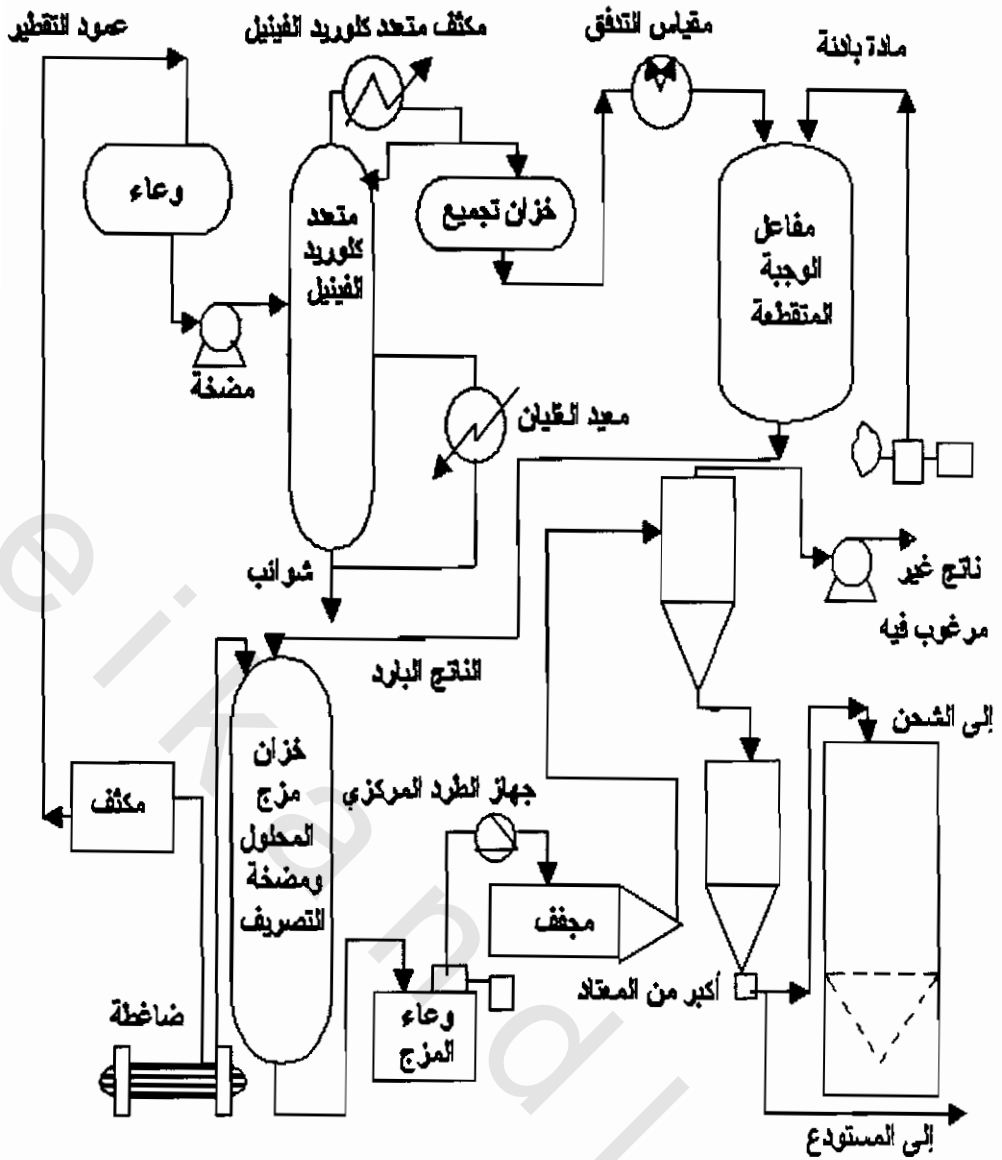 عمود التقطير
مكثف متعدد كلوريد الفينيل
مقياس التدفق
مادة بادئة
وعاء
متعدد
كلوريد
الفينيل
خزان تجميع
مفاعل
الوجبة
المتقطعة
مضخة
معيد الغليان
شوائب
ناتج غير
مرغوب فيه
الناتج البارد
إلى الشحن
خزان
مزج
المحلول
ومضخة
التصريف
مكثف
جهاز الطرد المركزي
مجفف
أكبر من المعتاد
ضاغطة
وعاء
المزج
إلى المستودع
eikandl